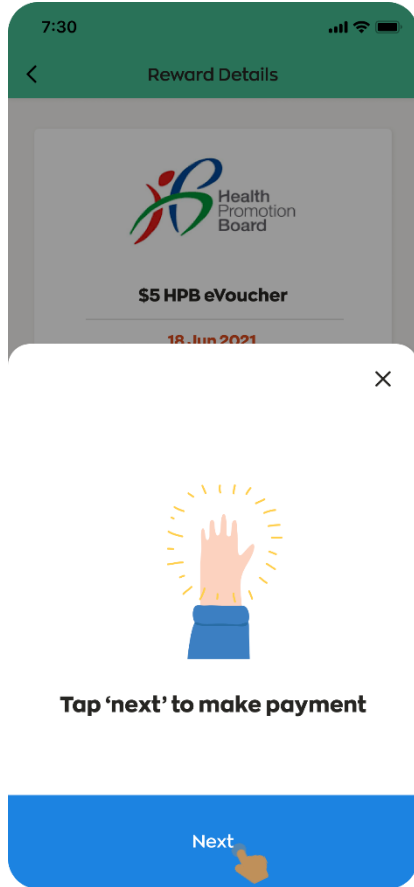 7:30
Reward Details
Health
Promotion
Board
$5 HPB eVoucher
18 Jun 2021
Tap ‘next’ to make payment
Next